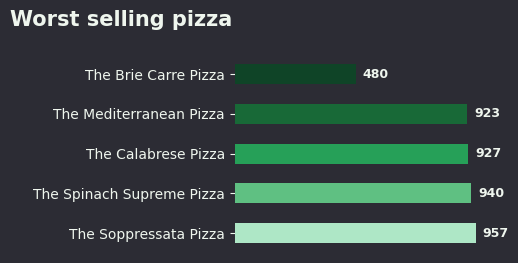 Worst selling pizza
The Brie Carre Pizza 480
The Mediterranean Pizza 923
The Calabrese Pizza 927
The Spinach Supreme Pizza 940
The Soppressata Pizza 957